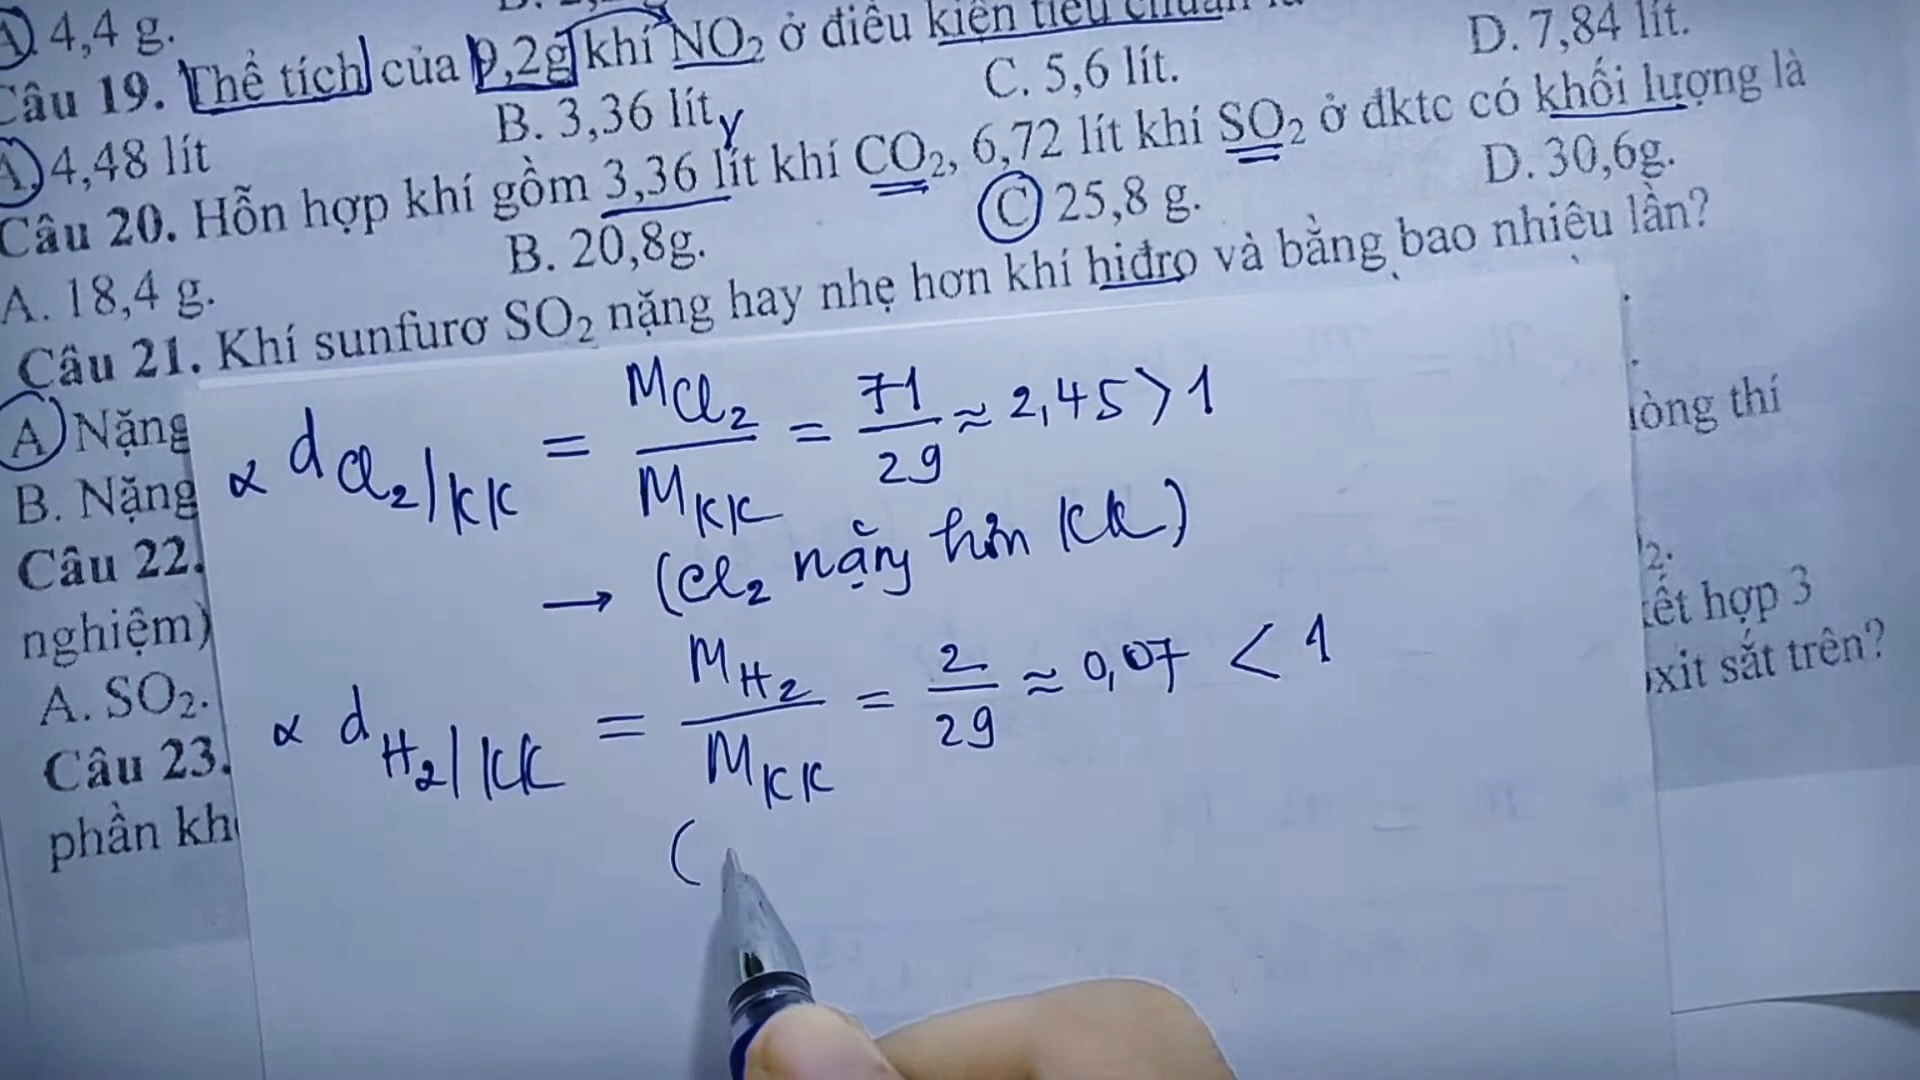 A. 4,4 g.
Câu 19. Thể tích của 9,2g khí NO₂ ở điều kiện tiêu chuẩn là
A. 4,48 lít B. 3,36 lít C. 5,6 lít. D. 7,84 lít.
Câu 20. Hỗn hợp khí gồm 3,36 lít khí CO₂, 6,72 lít khí SO₂ ở đktc có khối lượng là
A. 18,4 g. B. 20,8g. C 25,8 g. D. 30,6g.
Câu 21. Khí sunfurơ SO₂ nặng hay nhẹ hơn khí hiđro và bằng bao nhiêu lần?
A Nặng
B. Nặng
Câu 22. òng thí
nghiệm)
A. SO₂. 2.
Câu 23. kết hợp 3
phần kh oxit sắt trên?
∝ d Cl₂/KK = M Cl₂ / M KK = 71/29 ≈ 2,45 > 1
→ (Cl₂ nặng hơn KK)
∝ d H₂/KK = M H₂ / M KK = 2/29 ≈ 0,07 < 1
(